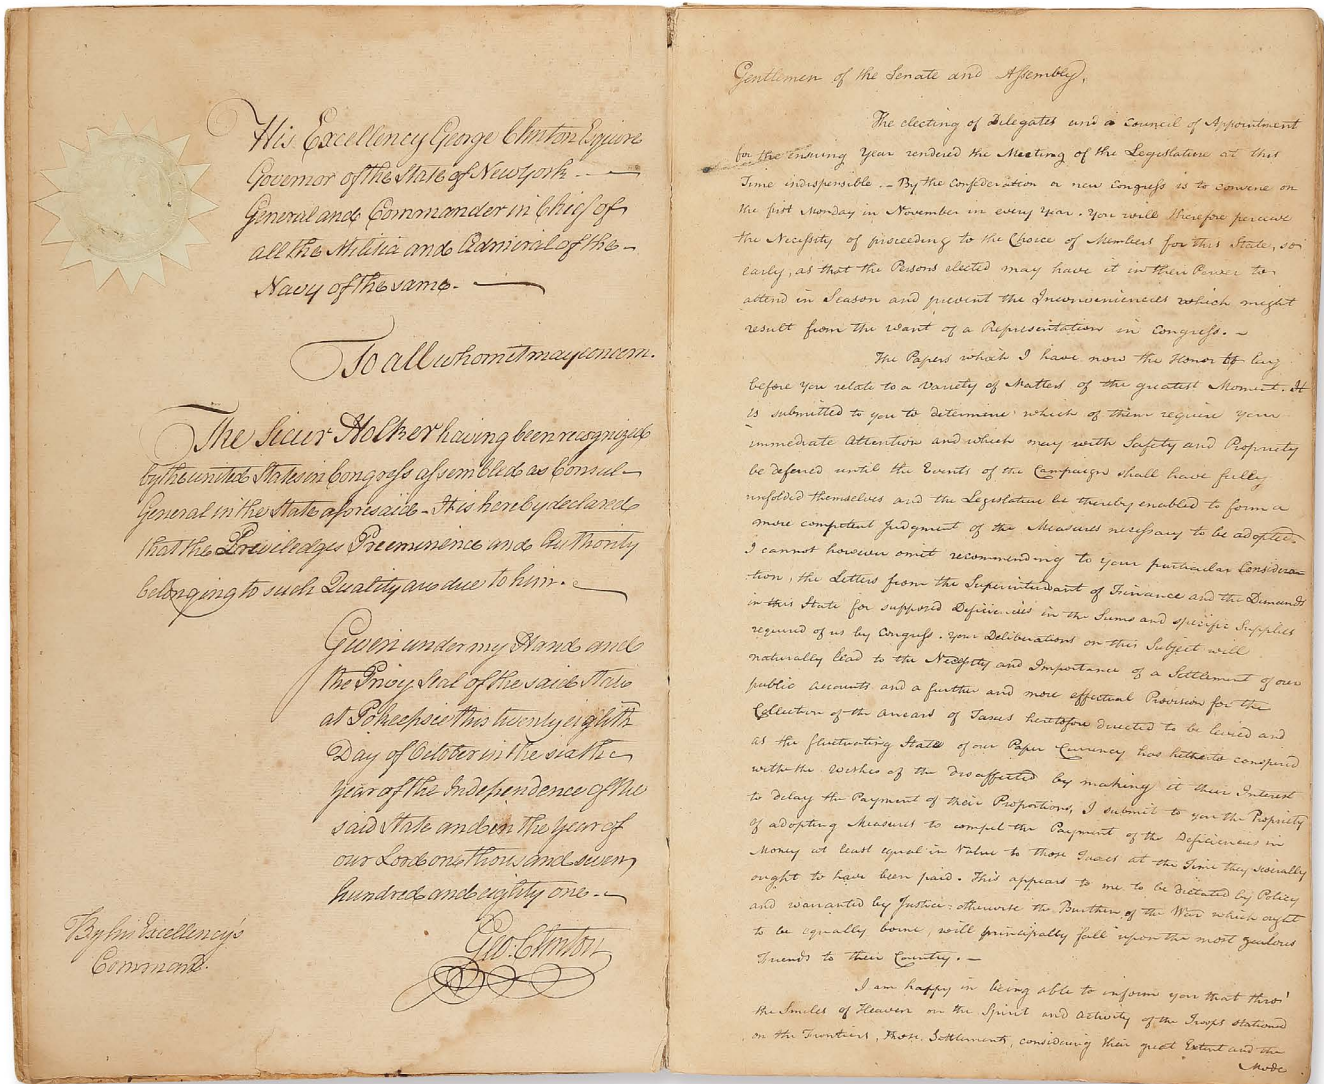 His Excellency George Clinton Esquire
Governor of the State of New York. —
General and Commander in Chief of
all the Militia and Admiral of the —
Navy of the same. —
To all whom it may concern.
The Sieur Holker having been recognized
by the united States in Congress assembled as Consul
General in the State aforesaid - It is hereby declared
that the Priviledges Preeminence and Authority
belonging to such Quality are due to him. —
Given under my Hand and
the Privy Seal of the said State
at Pokeepsie this twenty eighth
Day of October in the sixth
year of the Independence of the
said State and in the year of
our Lord one thousand seven
hundred and eighty one. —
Geo. Clinton
By his Excellency's
Command.
Gentlemen of the Senate and Assembly,
The electing of Delegates and a Council of Appointment
for the ensuing Year rendered the Meeting of the Legislature at this
Time indispensible. - By the Confederation a new Congress is to convene on
the first Monday in November in every Year. You will therefore perceive
the Necessity of proceeding to the Choice of Members for this State, so
early, as that the Persons elected may have it in their Power to
attend in Season and prevent the Inconveniencies which might
result from the want of a Representation in Congress. -
The Papers which I have now the Honor to lay
before you relate to a Variety of Matters of the greatest Moment. It
is submitted to you to determine which of them require your
immediate Attention and which may with Safety and Propriety
be deferred until the Events of the Campaign shall have fully
unfolded themselves and the Legislature be thereby enabled to form a
more competent Judgment of the Measures necessary to be adopted.
I cannot however omit recommending to your particular Considera-
tion, the Letters from the Superintendant of Finance and the Demands
in this State for supposed Deficiencies in the Sums and specific Supplies
required of us by Congress. Your Deliberations on this Subject will
naturally lead to the Necessity and Importance of a Settlement of our
public Accounts and a further and more effectual Provision for the
Collection of the Arrears of Taxes heretofore directed to be levied and
as the fluctuating State of our Paper Currency has hitherto conspired
with the Wishes of the Disaffected by making it their Interest
to delay the Payment of their Proportions, I submit to you the Propriety
of adopting Measures to compel the Payment of the Deficiencies in
Money at least equal in Value to those Taxes at the Time they severally
ought to have been paid. This appears to me to be dictated by Policy
and warranted by Justice: otherwise the Burthen of the War which ought
to be equally borne, will principally fall upon the most zealous
Friends to their Country. -
I am happy in being able to inform you that thro'
the Smiles of Heaven on the Spirit and Activity of the Troops stationed
on the Frontiers, those Settlements, considering their great Extent and the
Mode